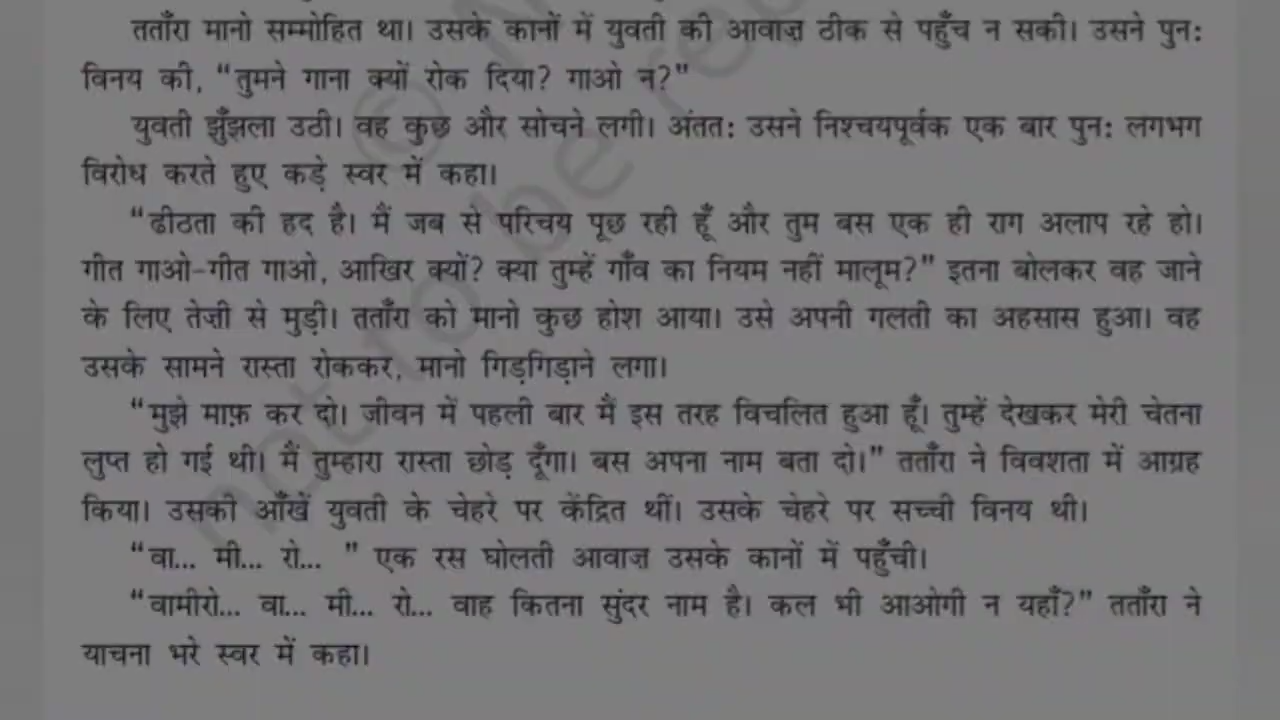 तताँरा मानो सम्मोहित था। उसके कानों में युवती की आवाज़ ठीक से पहुँच न सकी। उसने पुनः
विनय की, “तुमने गाना क्यों रोक दिया? गाओ न?”
युवती झुँझला उठी। वह कुछ और सोचने लगी। अंततः उसने निश्चयपूर्वक एक बार पुनः लगभग
विरोध करते हुए कड़े स्वर में कहा।
“ढीठता की हद है। मैं जब से परिचय पूछ रही हूँ और तुम बस एक ही राग अलाप रहे हो।
गीत गाओ-गीत गाओ, आखिर क्यों? क्या तुम्हें गाँव का नियम नहीं मालूम?” इतना बोलकर वह जाने
के लिए तेज़ी से मुड़ी। तताँरा को मानो कुछ होश आया। उसे अपनी गलती का अहसास हुआ। वह
उसके सामने रास्ता रोककर, मानो गिड़गिड़ाने लगा।
“मुझे माफ़ कर दो। जीवन में पहली बार मैं इस तरह विचलित हुआ हूँ। तुम्हें देखकर मेरी चेतना
लुप्त हो गई थी। मैं तुम्हारा रास्ता छोड़ दूँगा। बस अपना नाम बता दो।” तताँरा ने विवशता में आग्रह
किया। उसकी आँखें युवती के चेहरे पर केंद्रित थीं। उसके चेहरे पर सच्ची विनय थी।
“वा... मी... रो... ” एक रस घोलती आवाज़ उसके कानों में पहुँची।
“वामीरो... वा... मी... रो... वाह कितना सुंदर नाम है। कल भी आओगी न यहाँ?” तताँरा ने
याचना भरे स्वर में कहा।
© 
not to be rep